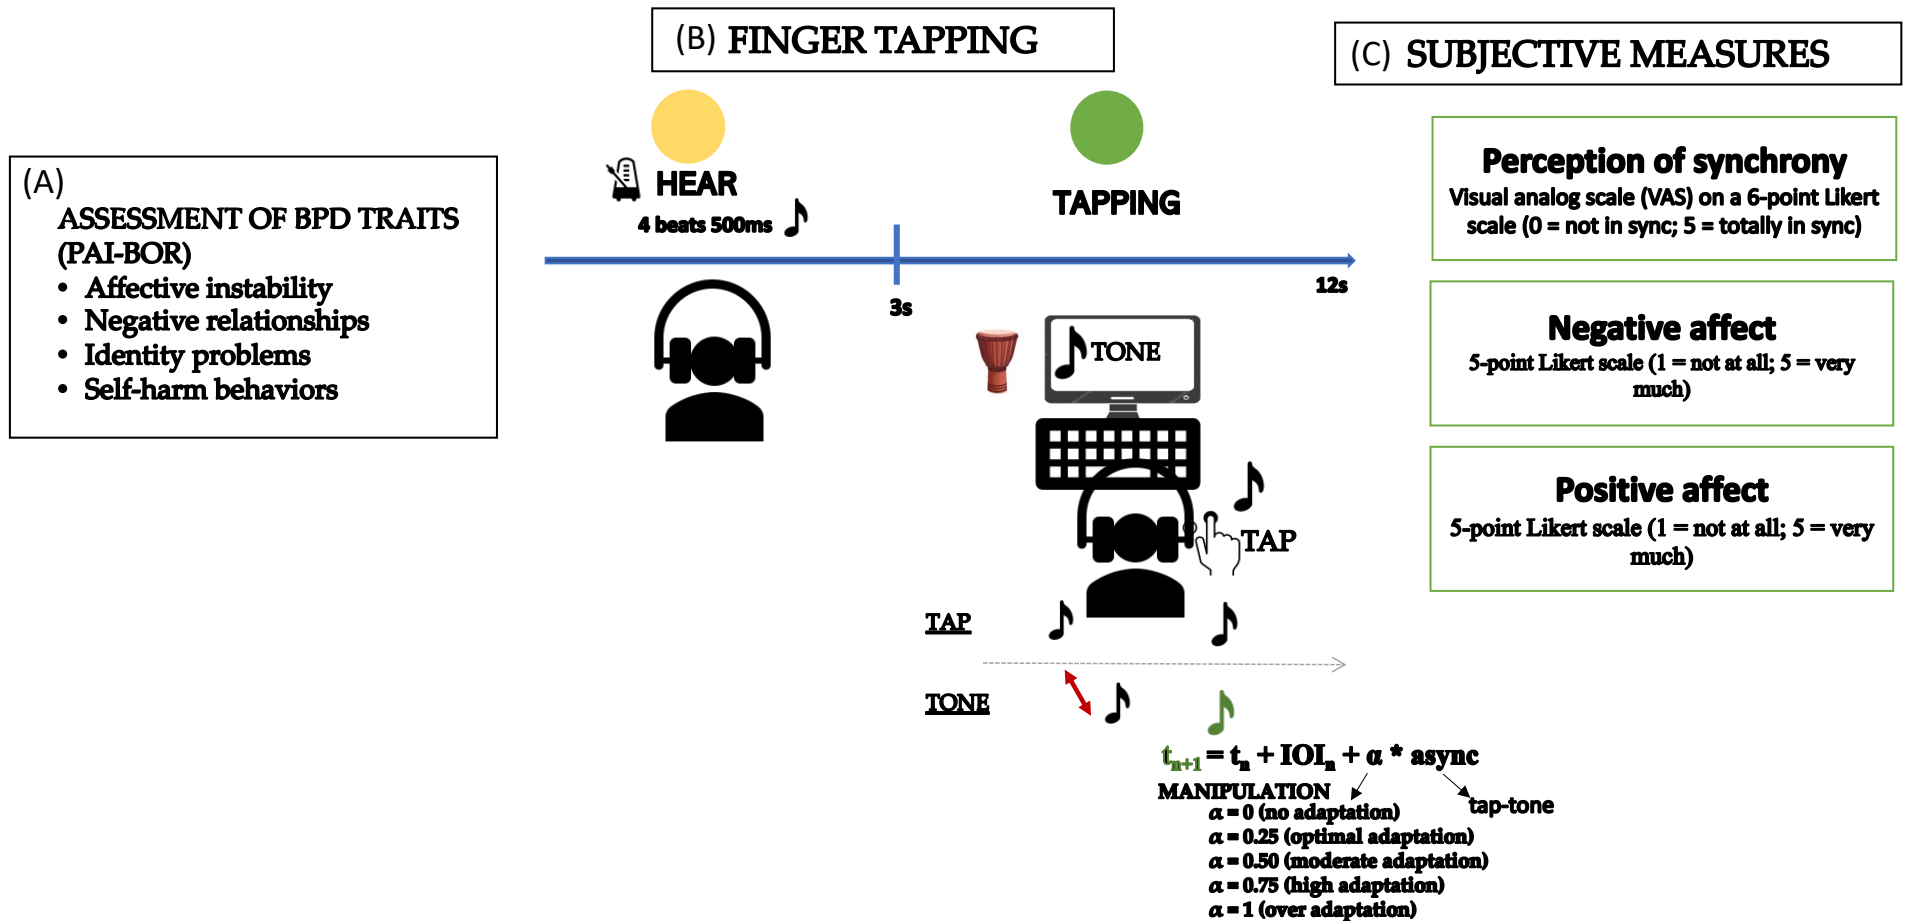 (A)
ASSESSMENT OF BPD TRAITS
(PAI-BOR)
• Affective instability
• Negative relationships
• Identity problems
• Self-harm behaviors
(B) FINGER TAPPING
HEAR
4 beats 500ms
TAPPING
3s
12s
TONE
TAP
TAP
TONE
tₙ₊₁ = tₙ + IOIₙ + α * async
MANIPULATION
tap-tone
α = 0 (no adaptation)
α = 0.25 (optimal adaptation)
α = 0.50 (moderate adaptation)
α = 0.75 (high adaptation)
α = 1 (over adaptation)
(C) SUBJECTIVE MEASURES
Perception of synchrony
Visual analog scale (VAS) on a 6-point Likert
scale (0 = not in sync; 5 = totally in sync)
Negative affect
5-point Likert scale (1 = not at all; 5 = very
much)
Positive affect
5-point Likert scale (1 = not at all; 5 = very
much)